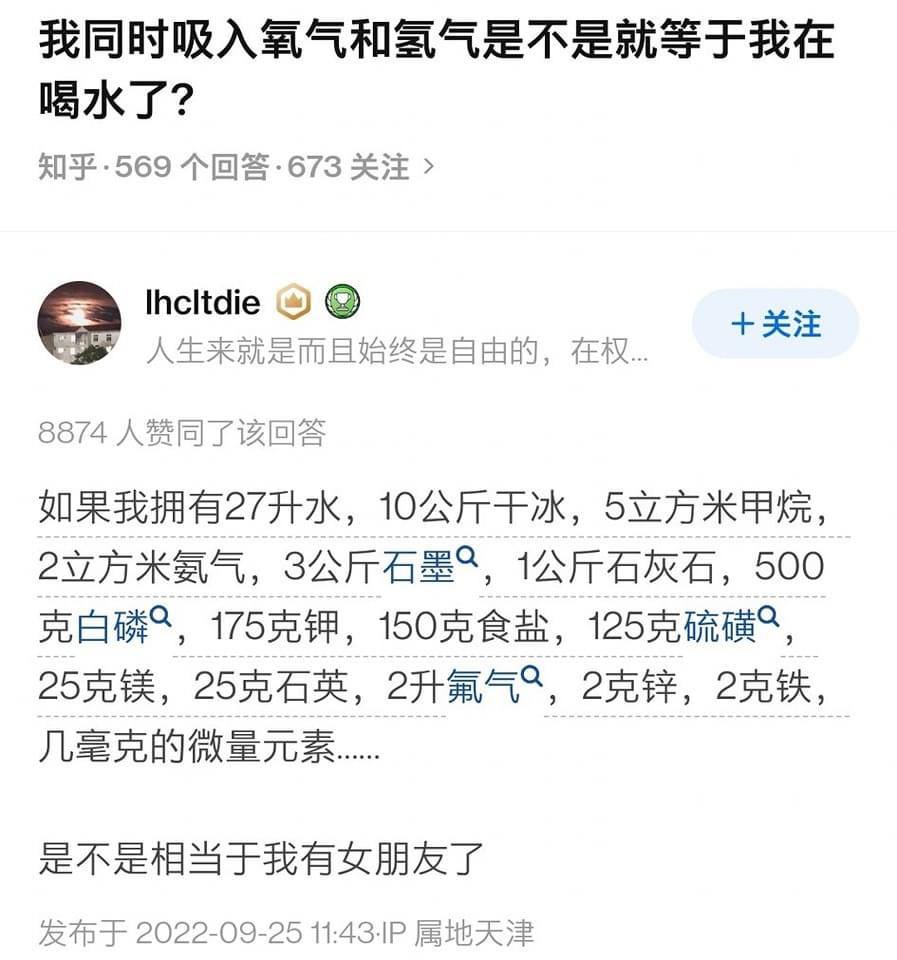 我同时吸入氧气和氢气是不是就等于我在
喝水了?
知乎·569 个回答·673 关注 >
lhcltdie
人生来就是而且始终是自由的，在权...
+关注
8874 人赞同了该回答
如果我拥有27升水，10公斤干冰，5立方米甲烷，
2立方米氨气，3公斤石墨，1公斤石灰石，500
克白磷，175克钾，150克食盐，125克硫磺，
25克镁，25克石英，2升氟气，2克锌，2克铁，
几毫克的微量元素......
是不是相当于我有女朋友了
发布于 2022-09-25 11:43·IP 属地天津